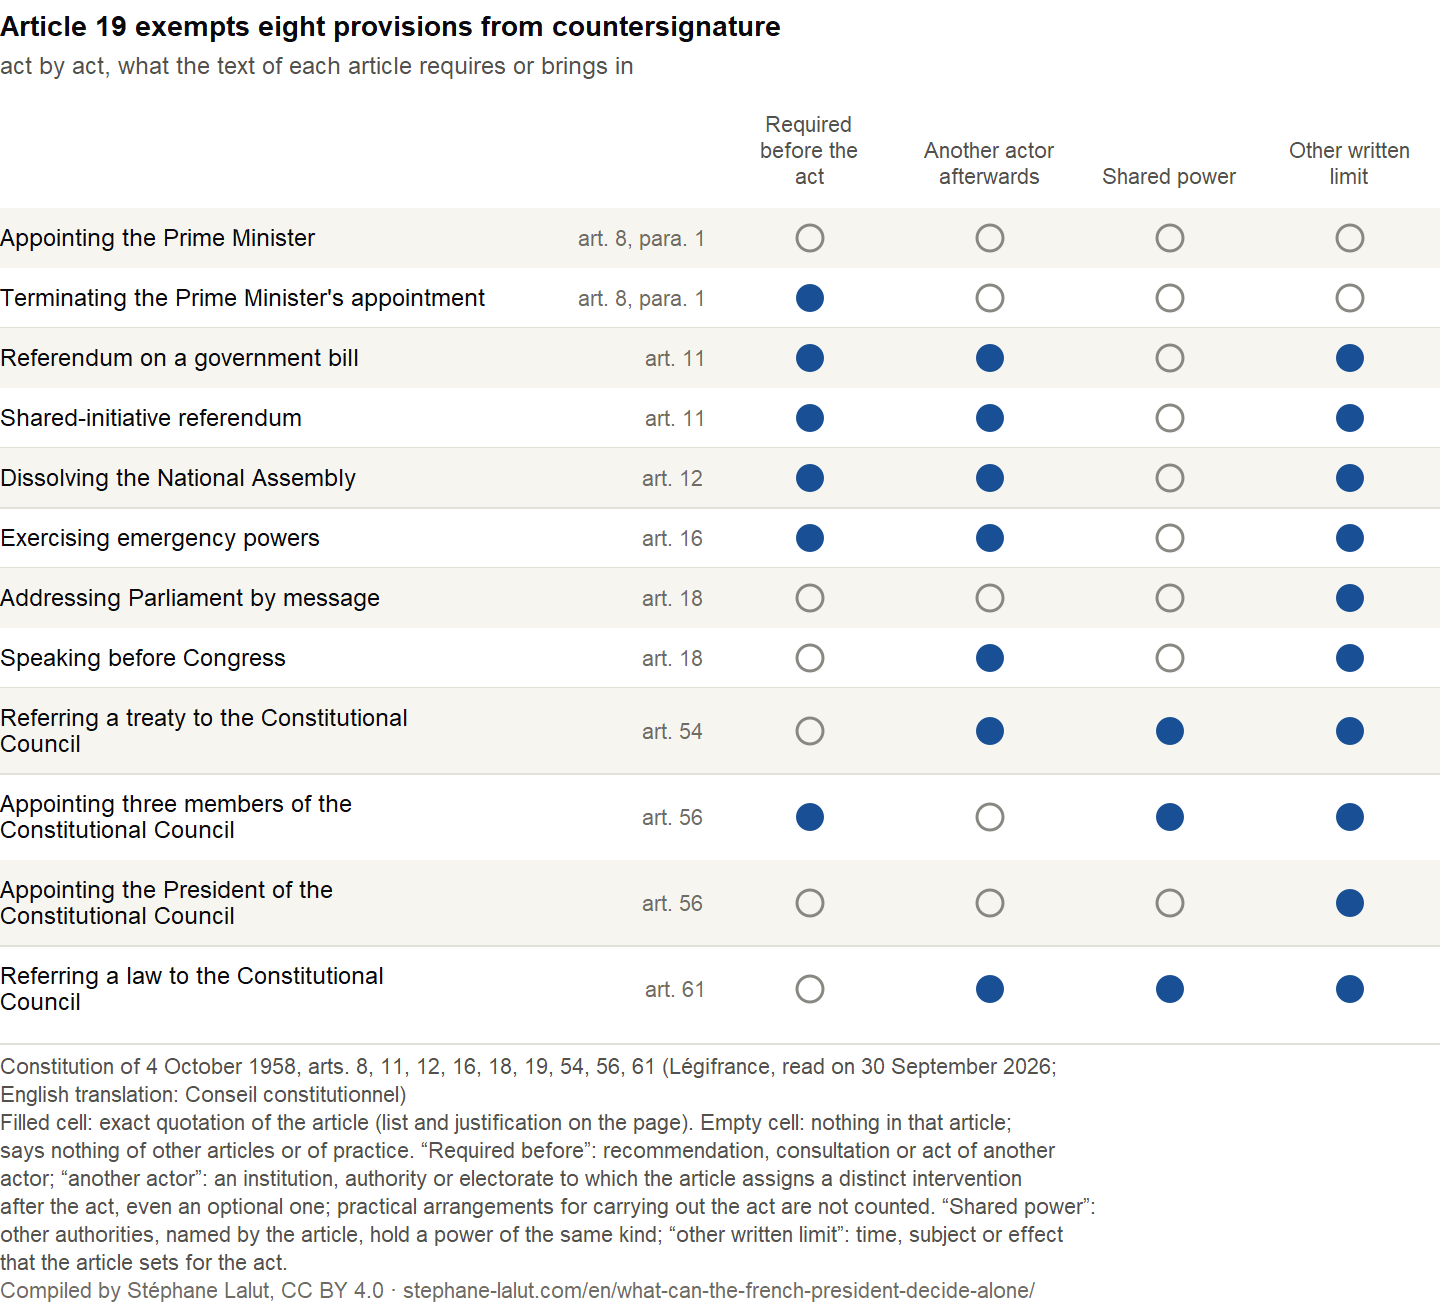 Article 19 exempts eight provisions from countersignature
act by act, what the text of each article requires or brings in
Required
before the
act
Another actor
afterwards
Shared power
Other written
limit
Appointing the Prime Minister art. 8, para. 1
Terminating the Prime Minister's appointment art. 8, para. 1
Referendum on a government bill art. 11
Shared-initiative referendum art. 11
Dissolving the National Assembly art. 12
Exercising emergency powers art. 16
Addressing Parliament by message art. 18
Speaking before Congress art. 18
Referring a treaty to the Constitutional
Council
art. 54
Appointing three members of the
Constitutional Council
art. 56
Appointing the President of the
Constitutional Council
art. 56
Referring a law to the Constitutional
Council
art. 61
Constitution of 4 October 1958, arts. 8, 11, 12, 16, 18, 19, 54, 56, 61 (Légifrance, read on 30 September 2026;
English translation: Conseil constitutionnel)
Filled cell: exact quotation of the article (list and justification on the page). Empty cell: nothing in that article;
says nothing of other articles or of practice. “Required before”: recommendation, consultation or act of another
actor; “another actor”: an institution, authority or electorate to which the article assigns a distinct intervention
after the act, even an optional one; practical arrangements for carrying out the act are not counted. “Shared power”:
other authorities, named by the article, hold a power of the same kind; “other written limit”: time, subject or effect
that the article sets for the act.
Compiled by Stéphane Lalut, CC BY 4.0 · stephane-lalut.com/en/what-can-the-french-president-decide-alone/